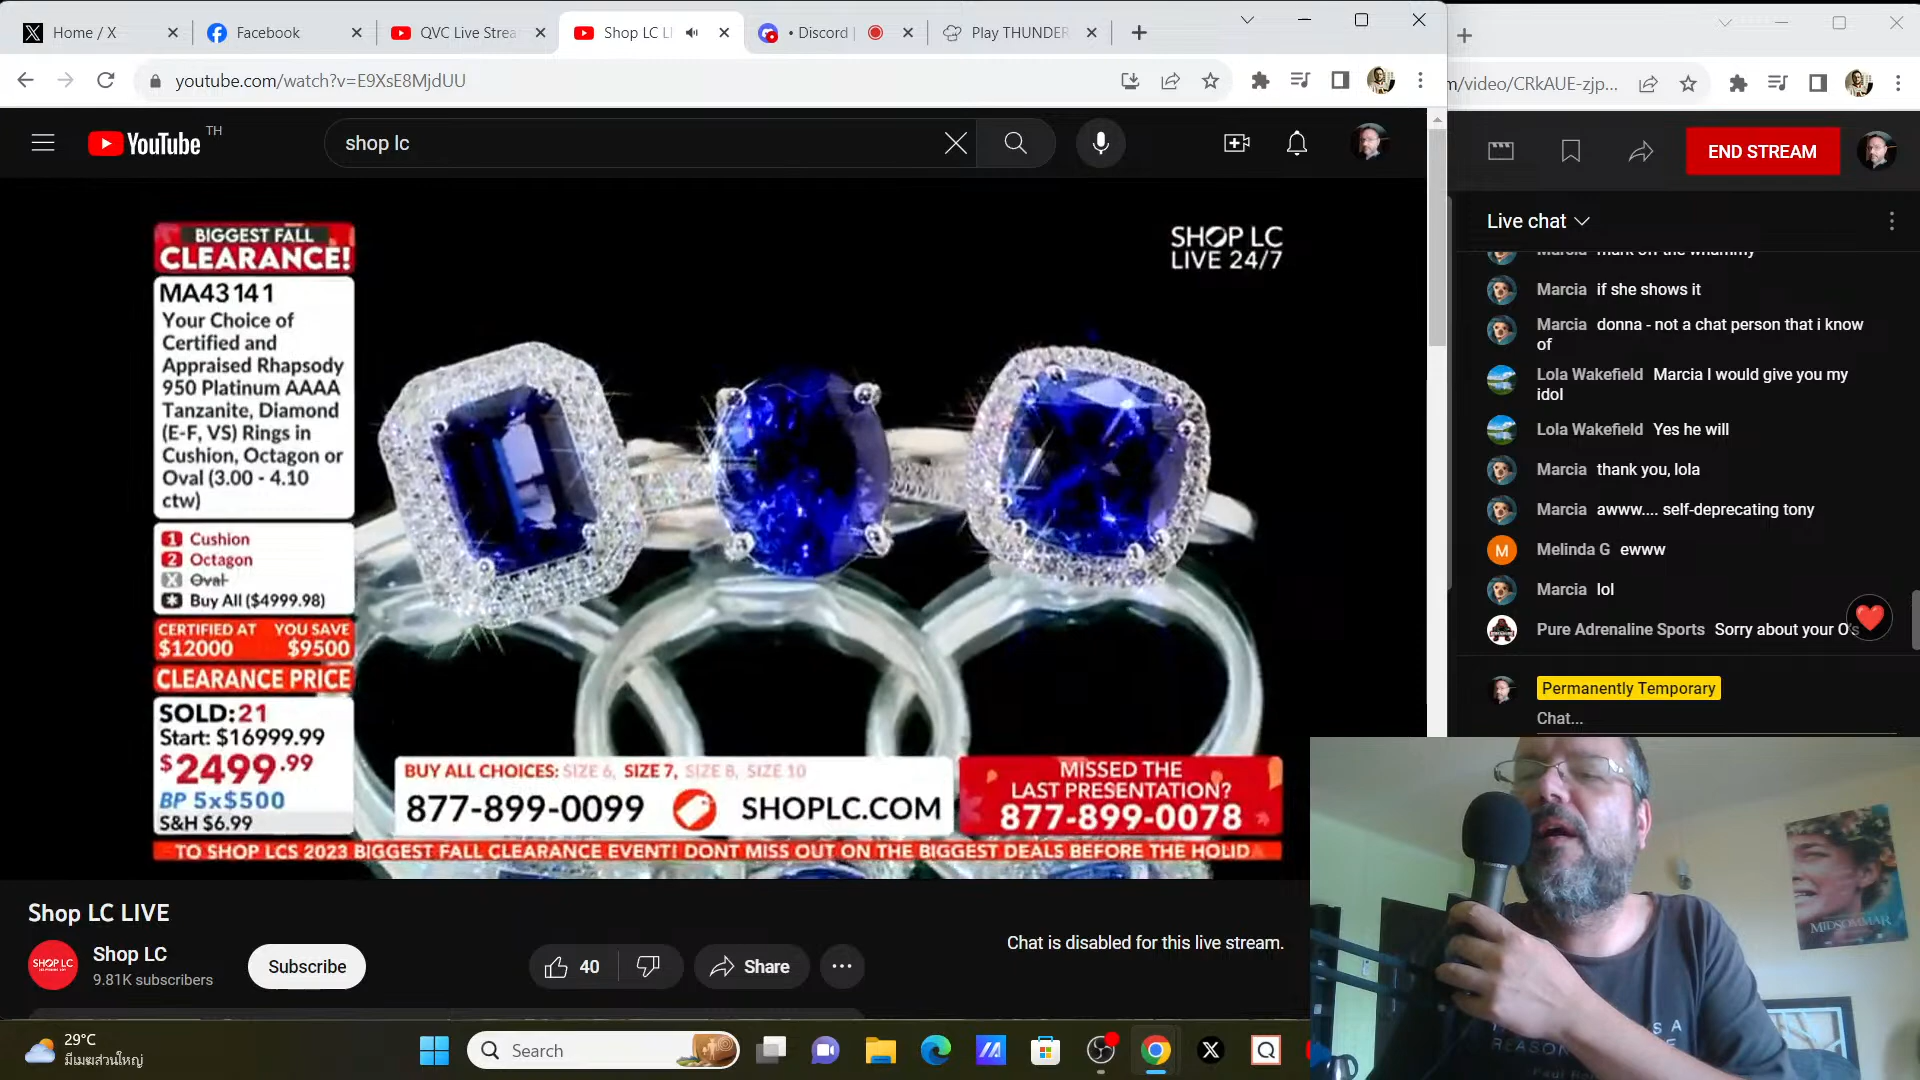 Home / X
Facebook
QVC Live Strea
Shop LC LI
• Discord |
Play THUNDER
youtube.com/watch?v=E9XsE8MjdUU
m/video/CRkAUE-zjp...
YouTube TH
shop lc
END STREAM
BIGGEST FALL
CLEARANCE!
MA43141
Your Choice of
Certified and
Appraised Rhapsody
950 Platinum AAAA
Tanzanite, Diamond
(E-F, VS) Rings in
Cushion, Octagon or
Oval (3.00 - 4.10
ctw)
1 Cushion
2 Octagon
X Oval
* Buy All ($4999.98)
CERTIFIED AT YOU SAVE
$12000 $9500
CLEARANCE PRICE
SOLD: 21
Start: $16999.99
$2499.99
BP 5x$500
S&H $6.99
SHOP LC
LIVE 24/7
BUY ALL CHOICES: SIZE 6, SIZE 7, SIZE 8, SIZE 10
877-899-0099 SHOPLC.COM
MISSED THE
LAST PRESENTATION?
877-899-0078
TO SHOP LCS 2023 BIGGEST FALL CLEARANCE EVENT! DONT MISS OUT ON THE BIGGEST DEALS BEFORE THE HOLID
Shop LC LIVE
SHOP LC
Shop LC
9.81K subscribers
Subscribe
40
Share
Chat is disabled for this live stream.
Live chat
Marcia mark off the whammy
Marcia if she shows it
Marcia donna - not a chat person that i know
of
Lola Wakefield Marcia I would give you my
idol
Lola Wakefield Yes he will
Marcia thank you, lola
Marcia awww.... self-deprecating tony
M Melinda G ewww
Marcia lol
Pure Adrenaline Sports Sorry about your O's
Permanently Temporary
Chat...
MIDSOMMAR
REASON
29°C
มีเมฆส่วนใหญ่
Search